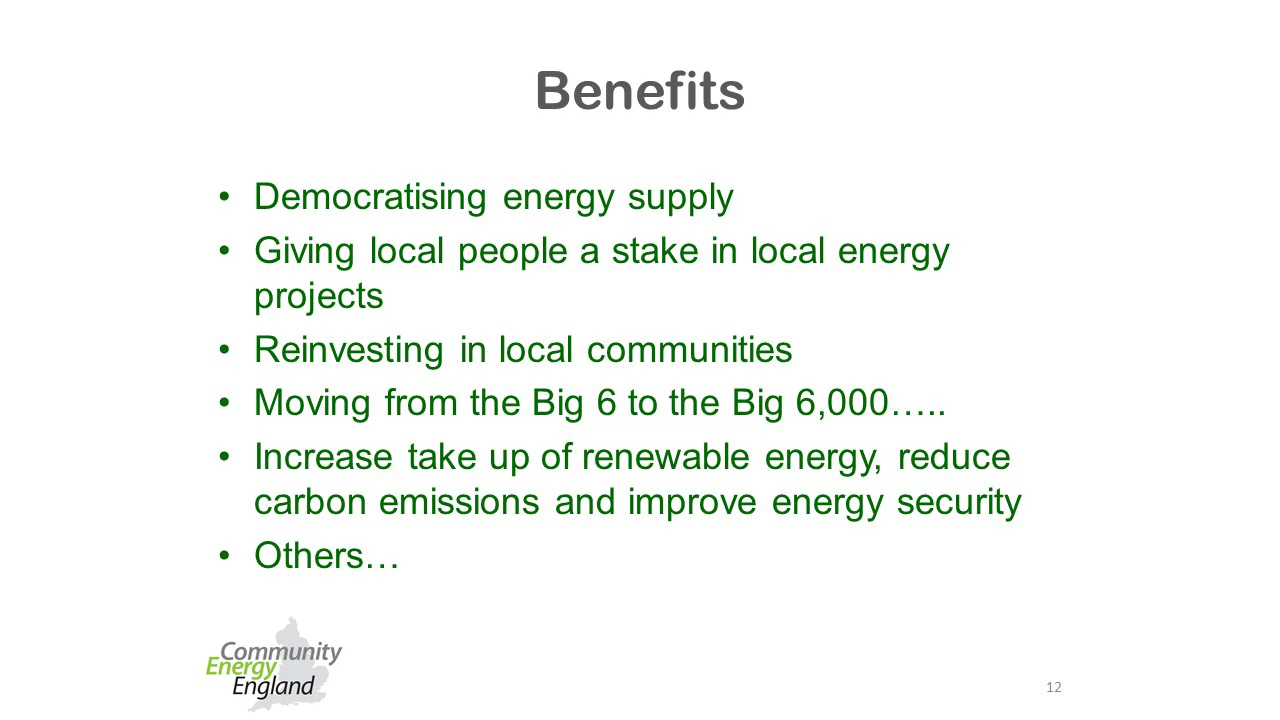 Benefits
• Democratising energy supply
• Giving local people a stake in local energy
projects
• Reinvesting in local communities
• Moving from the Big 6 to the Big 6,000…..
• Increase take up of renewable energy, reduce
carbon emissions and improve energy security
• Others…
Community
Energy
England
12